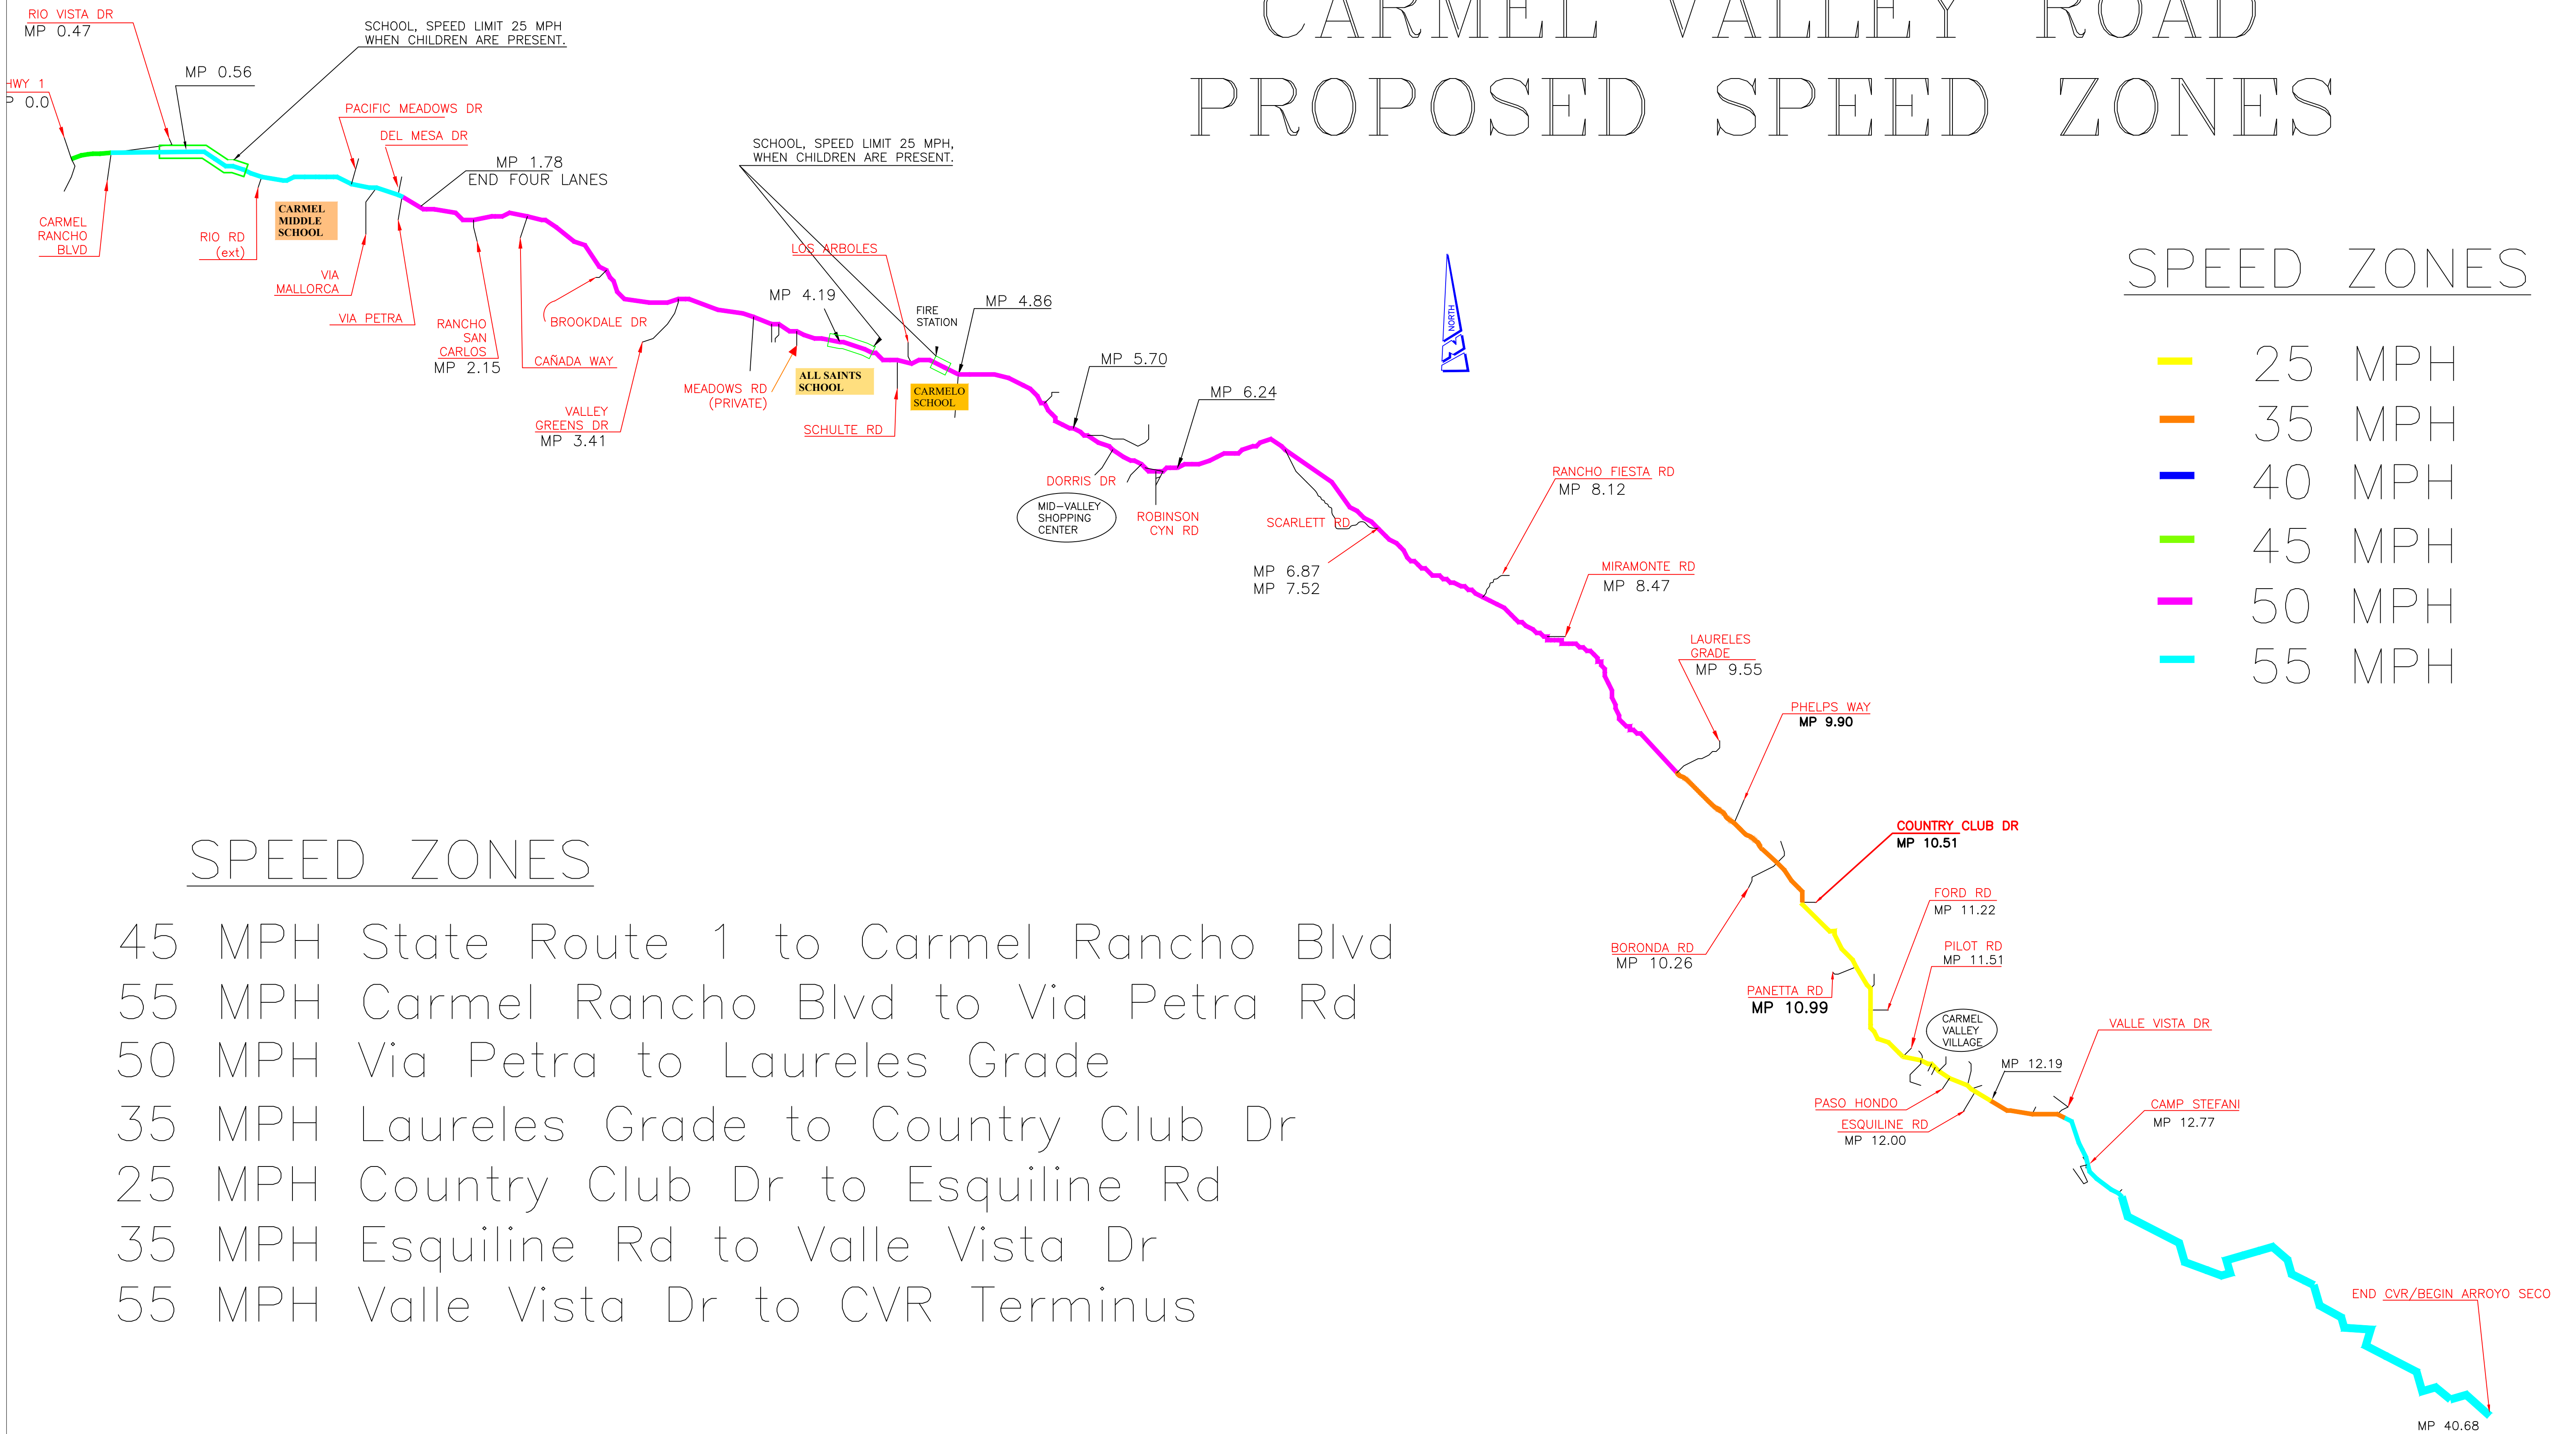 CARMEL VALLEY ROAD
PROPOSED SPEED ZONES
RIO VISTA DR
MP 0.47
SCHOOL, SPEED LIMIT 25 MPH
WHEN CHILDREN ARE PRESENT.
MP 0.56
HWY 1
P 0.0
PACIFIC MEADOWS DR
DEL MESA DR
MP 1.78
END FOUR LANES
SCHOOL, SPEED LIMIT 25 MPH,
WHEN CHILDREN ARE PRESENT.
CARMEL
RANCHO
BLVD
RIO RD
(ext)
CARMEL
MIDDLE
SCHOOL
VIA
MALLORCA
VIA PETRA
RANCHO
SAN
CARLOS
MP 2.15
CAÑADA WAY
BROOKDALE DR
LOS ARBOLES
MP 4.19
FIRE
STATION
MP 4.86
VALLEY
GREENS DR
MP 3.41
MEADOWS RD
(PRIVATE)
ALL SAINTS
SCHOOL
CARMELO
SCHOOL
SCHULTE RD
MP 5.70
MP 6.24
DORRIS DR
MID-VALLEY
SHOPPING
CENTER
ROBINSON
CYN RD
SCARLETT RD
MP 6.87
MP 7.52
RANCHO FIESTA RD
MP 8.12
MIRAMONTE RD
MP 8.47
LAURELES
GRADE
MP 9.55
PHELPS WAY
MP 9.90
COUNTRY CLUB DR
MP 10.51
BORONDA RD
MP 10.26
FORD RD
MP 11.22
PILOT RD
MP 11.51
PANETTA RD
MP 10.99
CARMEL
VALLEY
VILLAGE
VALLE VISTA DR
MP 12.19
PASO HONDO
ESQUILINE RD
MP 12.00
CAMP STEFANI
MP 12.77
END CVR/BEGIN ARROYO SECO
MP 40.68
NORTH
SPEED ZONES
25 MPH
35 MPH
40 MPH
45 MPH
50 MPH
55 MPH
SPEED ZONES
45 MPH State Route 1 to Carmel Rancho Blvd
55 MPH Carmel Rancho Blvd to Via Petra Rd
50 MPH Via Petra to Laureles Grade
35 MPH Laureles Grade to Country Club Dr
25 MPH Country Club Dr to Esquiline Rd
35 MPH Esquiline Rd to Valle Vista Dr
55 MPH Valle Vista Dr to CVR Terminus